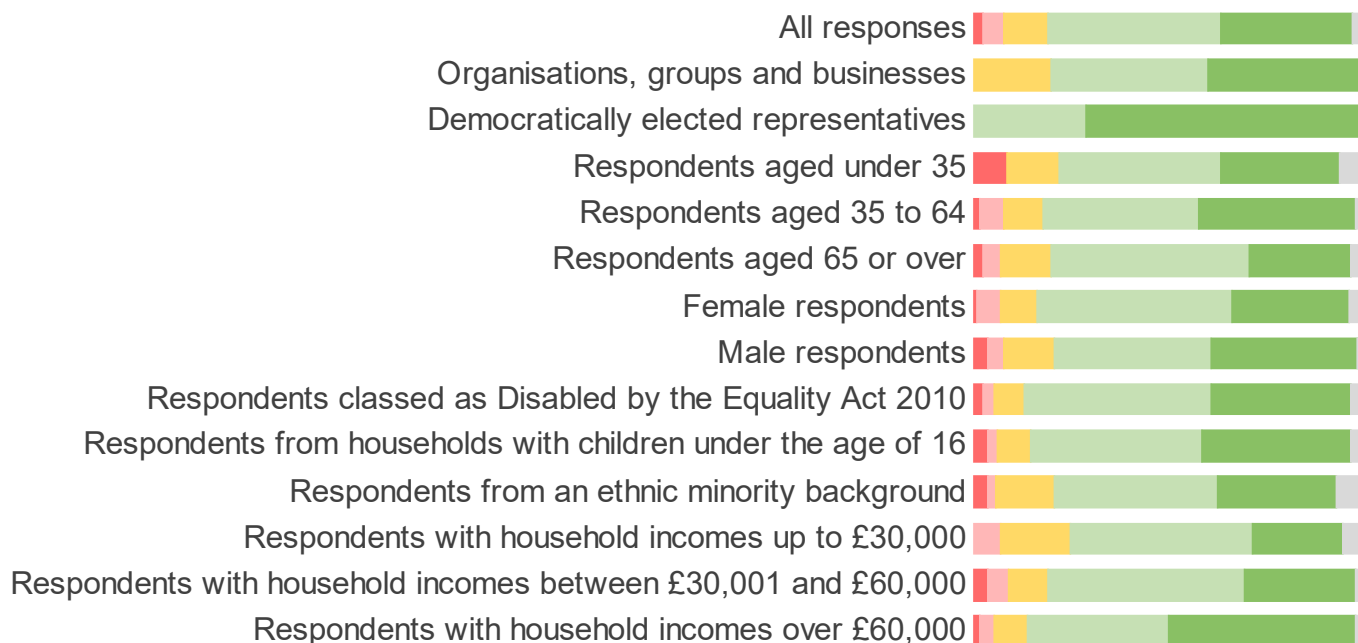 All responses
Organisations, groups and businesses
Democratically elected representatives
Respondents aged under 35
Respondents aged 35 to 64
Respondents aged 65 or over
Female respondents
Male respondents
Respondents classed as Disabled by the Equality Act 2010
Respondents from households with children under the age of 16
Respondents from an ethnic minority background
Respondents with household incomes up to £30,000
Respondents with household incomes between £30,001 and £60,000
Respondents with household incomes over £60,000